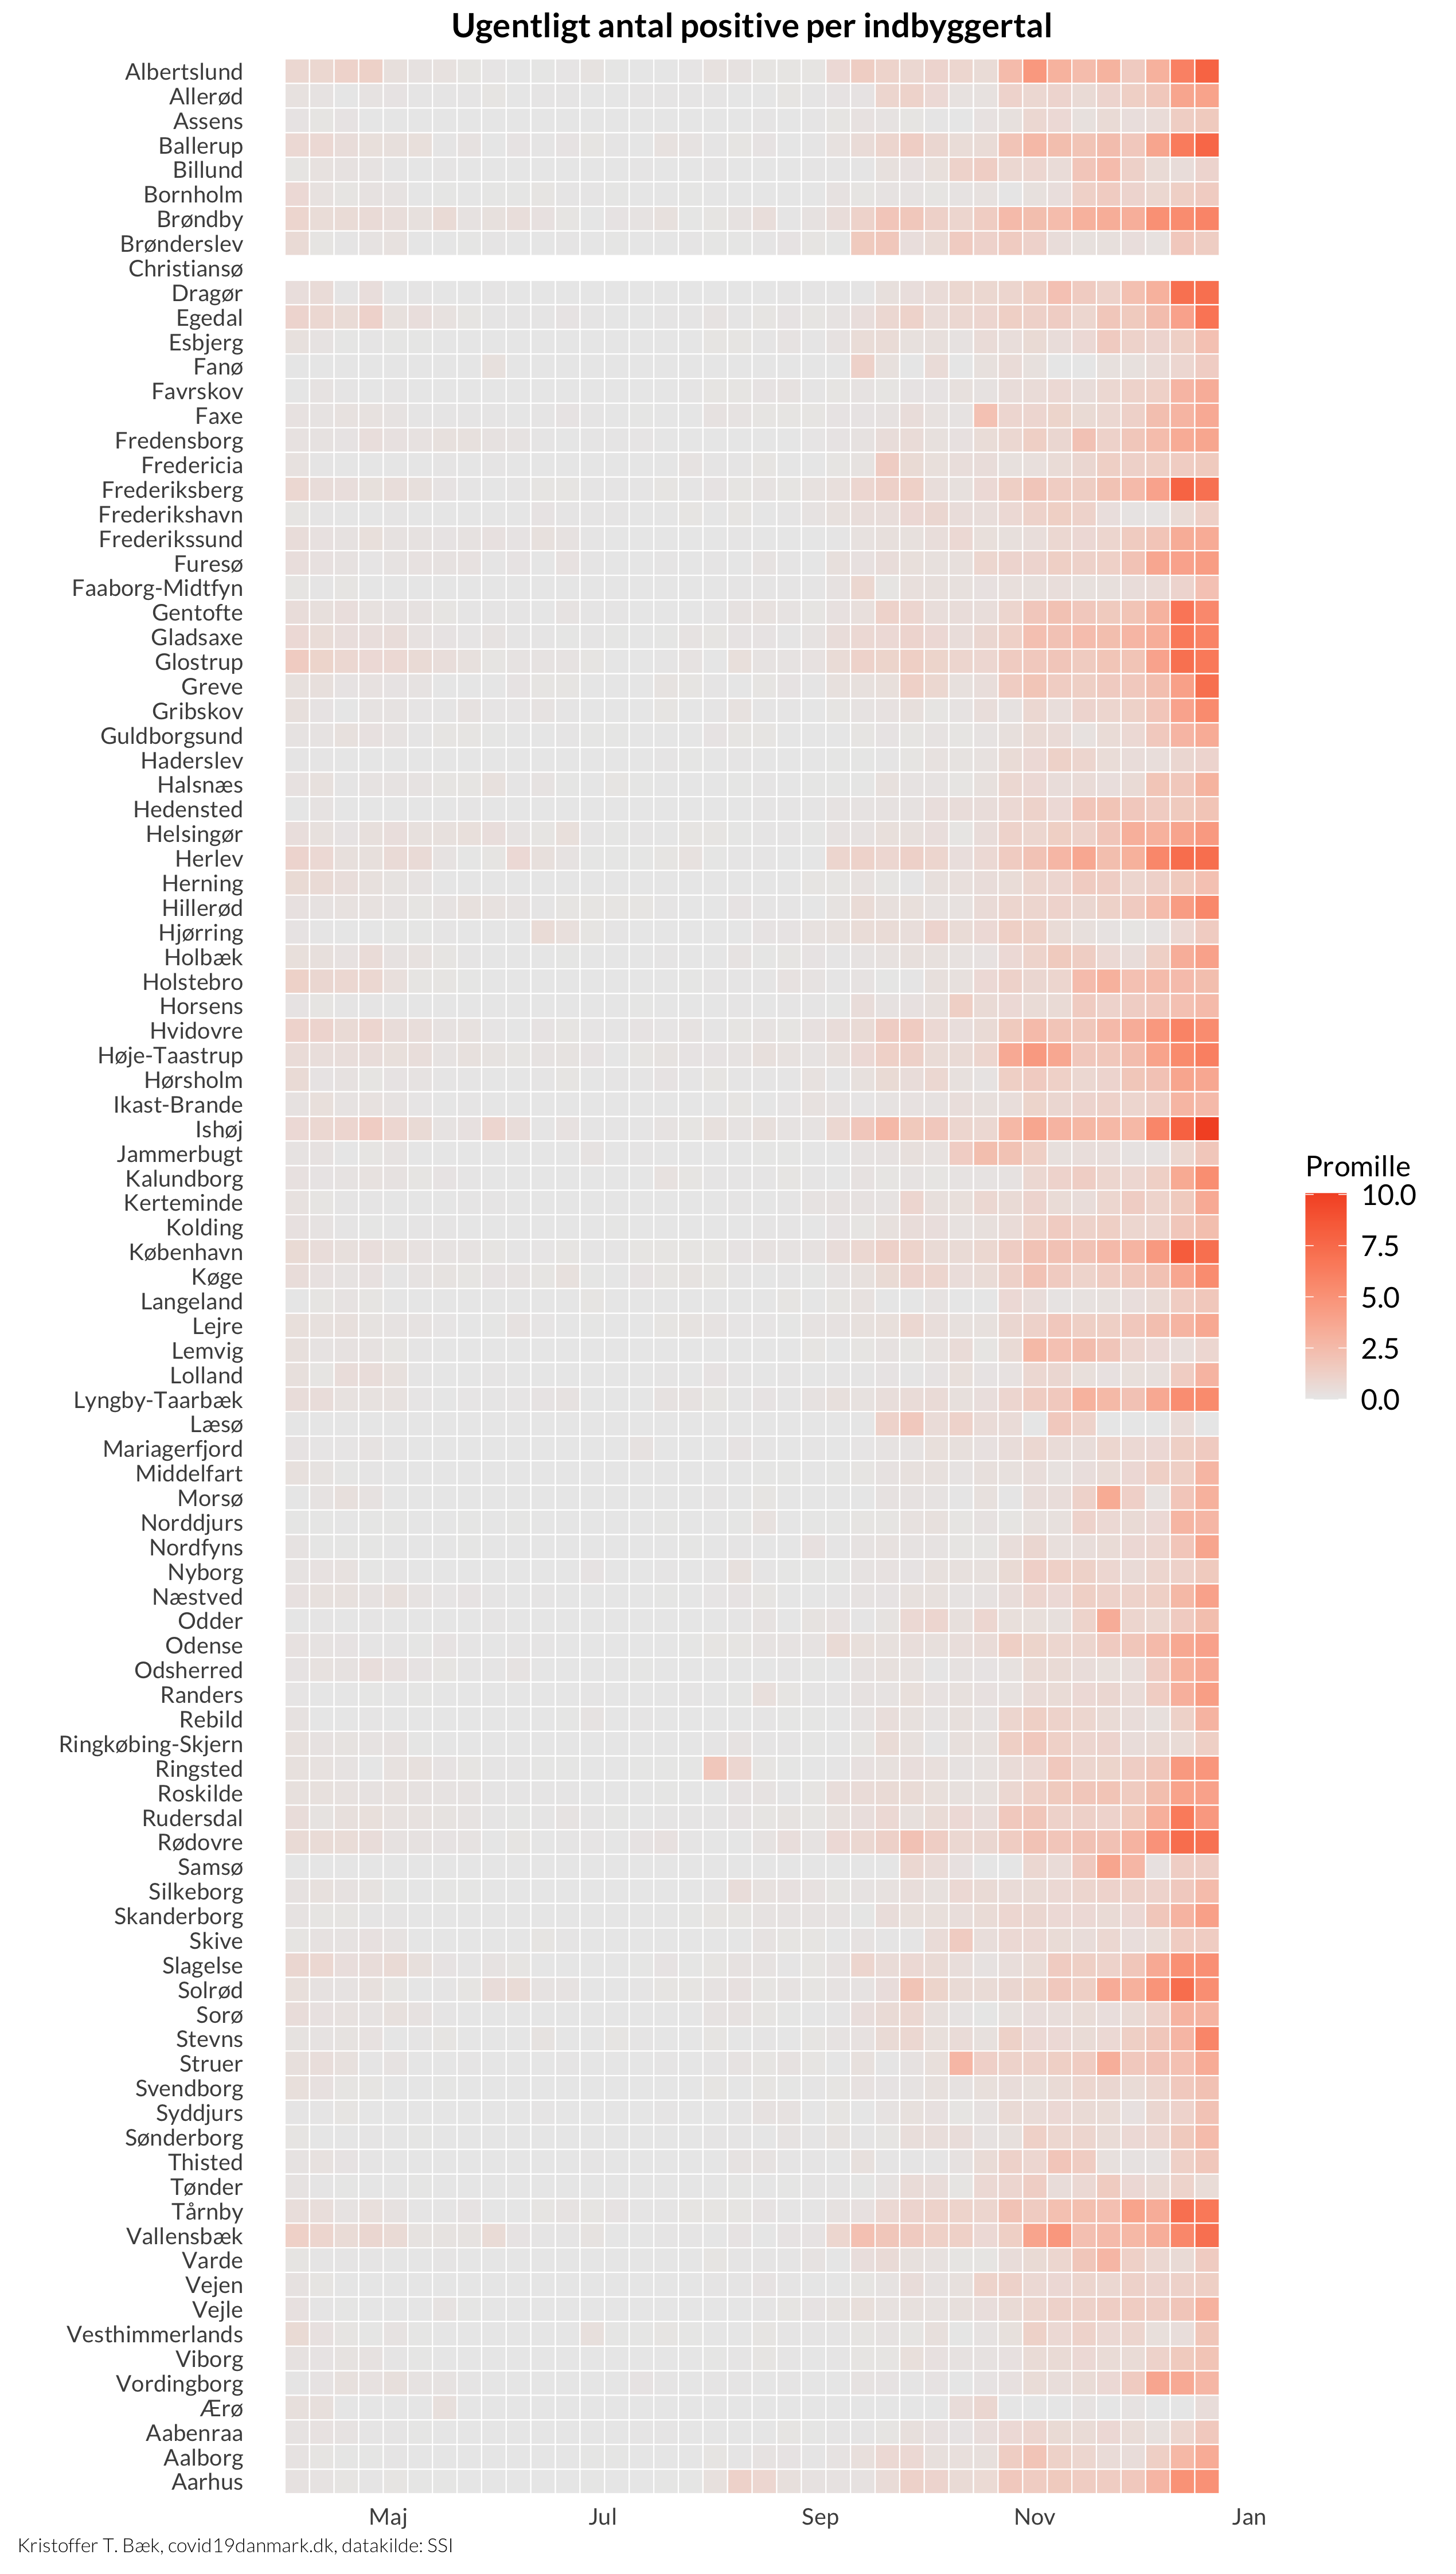 Ugentligt antal positive per indbyggertal
Albertslund
Allerød
Assens
Ballerup
Billund
Bornholm
Brøndby
Brønderslev
Christiansø
Dragør
Egedal
Esbjerg
Fanø
Favrskov
Faxe
Fredensborg
Fredericia
Frederiksberg
Frederikshavn
Frederikssund
Furesø
Faaborg-Midtfyn
Gentofte
Gladsaxe
Glostrup
Greve
Gribskov
Guldborgsund
Haderslev
Halsnæs
Hedensted
Helsingør
Herlev
Herning
Hillerød
Hjørring
Holbæk
Holstebro
Horsens
Hvidovre
Høje-Taastrup
Hørsholm
Ikast-Brande
Ishøj
Jammerbugt
Kalundborg
Kerteminde
Kolding
København
Køge
Langeland
Lejre
Lemvig
Lolland
Lyngby-Taarbæk
Læsø
Mariagerfjord
Middelfart
Morsø
Norddjurs
Nordfyns
Nyborg
Næstved
Odder
Odense
Odsherred
Randers
Rebild
Ringkøbing-Skjern
Ringsted
Roskilde
Rudersdal
Rødovre
Samsø
Silkeborg
Skanderborg
Skive
Slagelse
Solrød
Sorø
Stevns
Struer
Svendborg
Syddjurs
Sønderborg
Thisted
Tønder
Tårnby
Vallensbæk
Varde
Vejen
Vejle
Vesthimmerlands
Viborg
Vordingborg
Ærø
Aabenraa
Aalborg
Aarhus
Maj Jul Sep Nov Jan
Promille
10.0
7.5
5.0
2.5
0.0
Kristoffer T. Bæk, covid19danmark.dk, datakilde: SSI